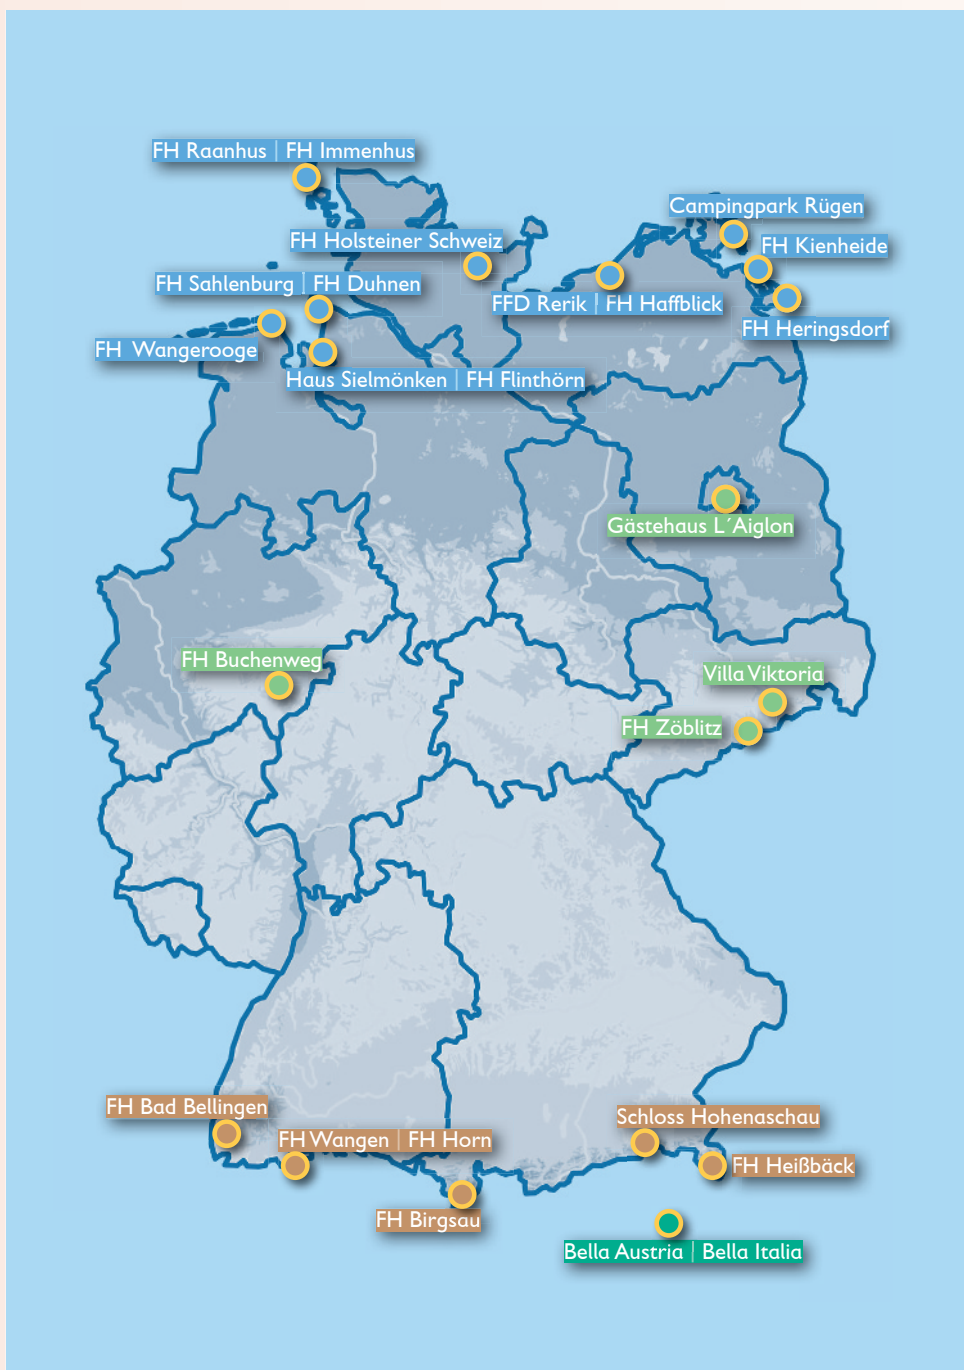 FH Raanhus | FH Immenhus
Campingpark Rügen
FH Holsteiner Schweiz
FH Kienheide
FH Sahlenburg | FH Duhnen
FFD Rerik | FH Haffblick
FH Heringsdorf
FH Wangerooge
Haus Sielmönken | FH Flinthörn
Gästehaus L´Aiglon
FH Buchenweg
Villa Viktoria
FH Zöblitz
FH Bad Bellingen
Schloss Hohenaschau
FH Wangen | FH Horn
FH Heißbäck
FH Birgsau
Bella Austria | Bella Italia